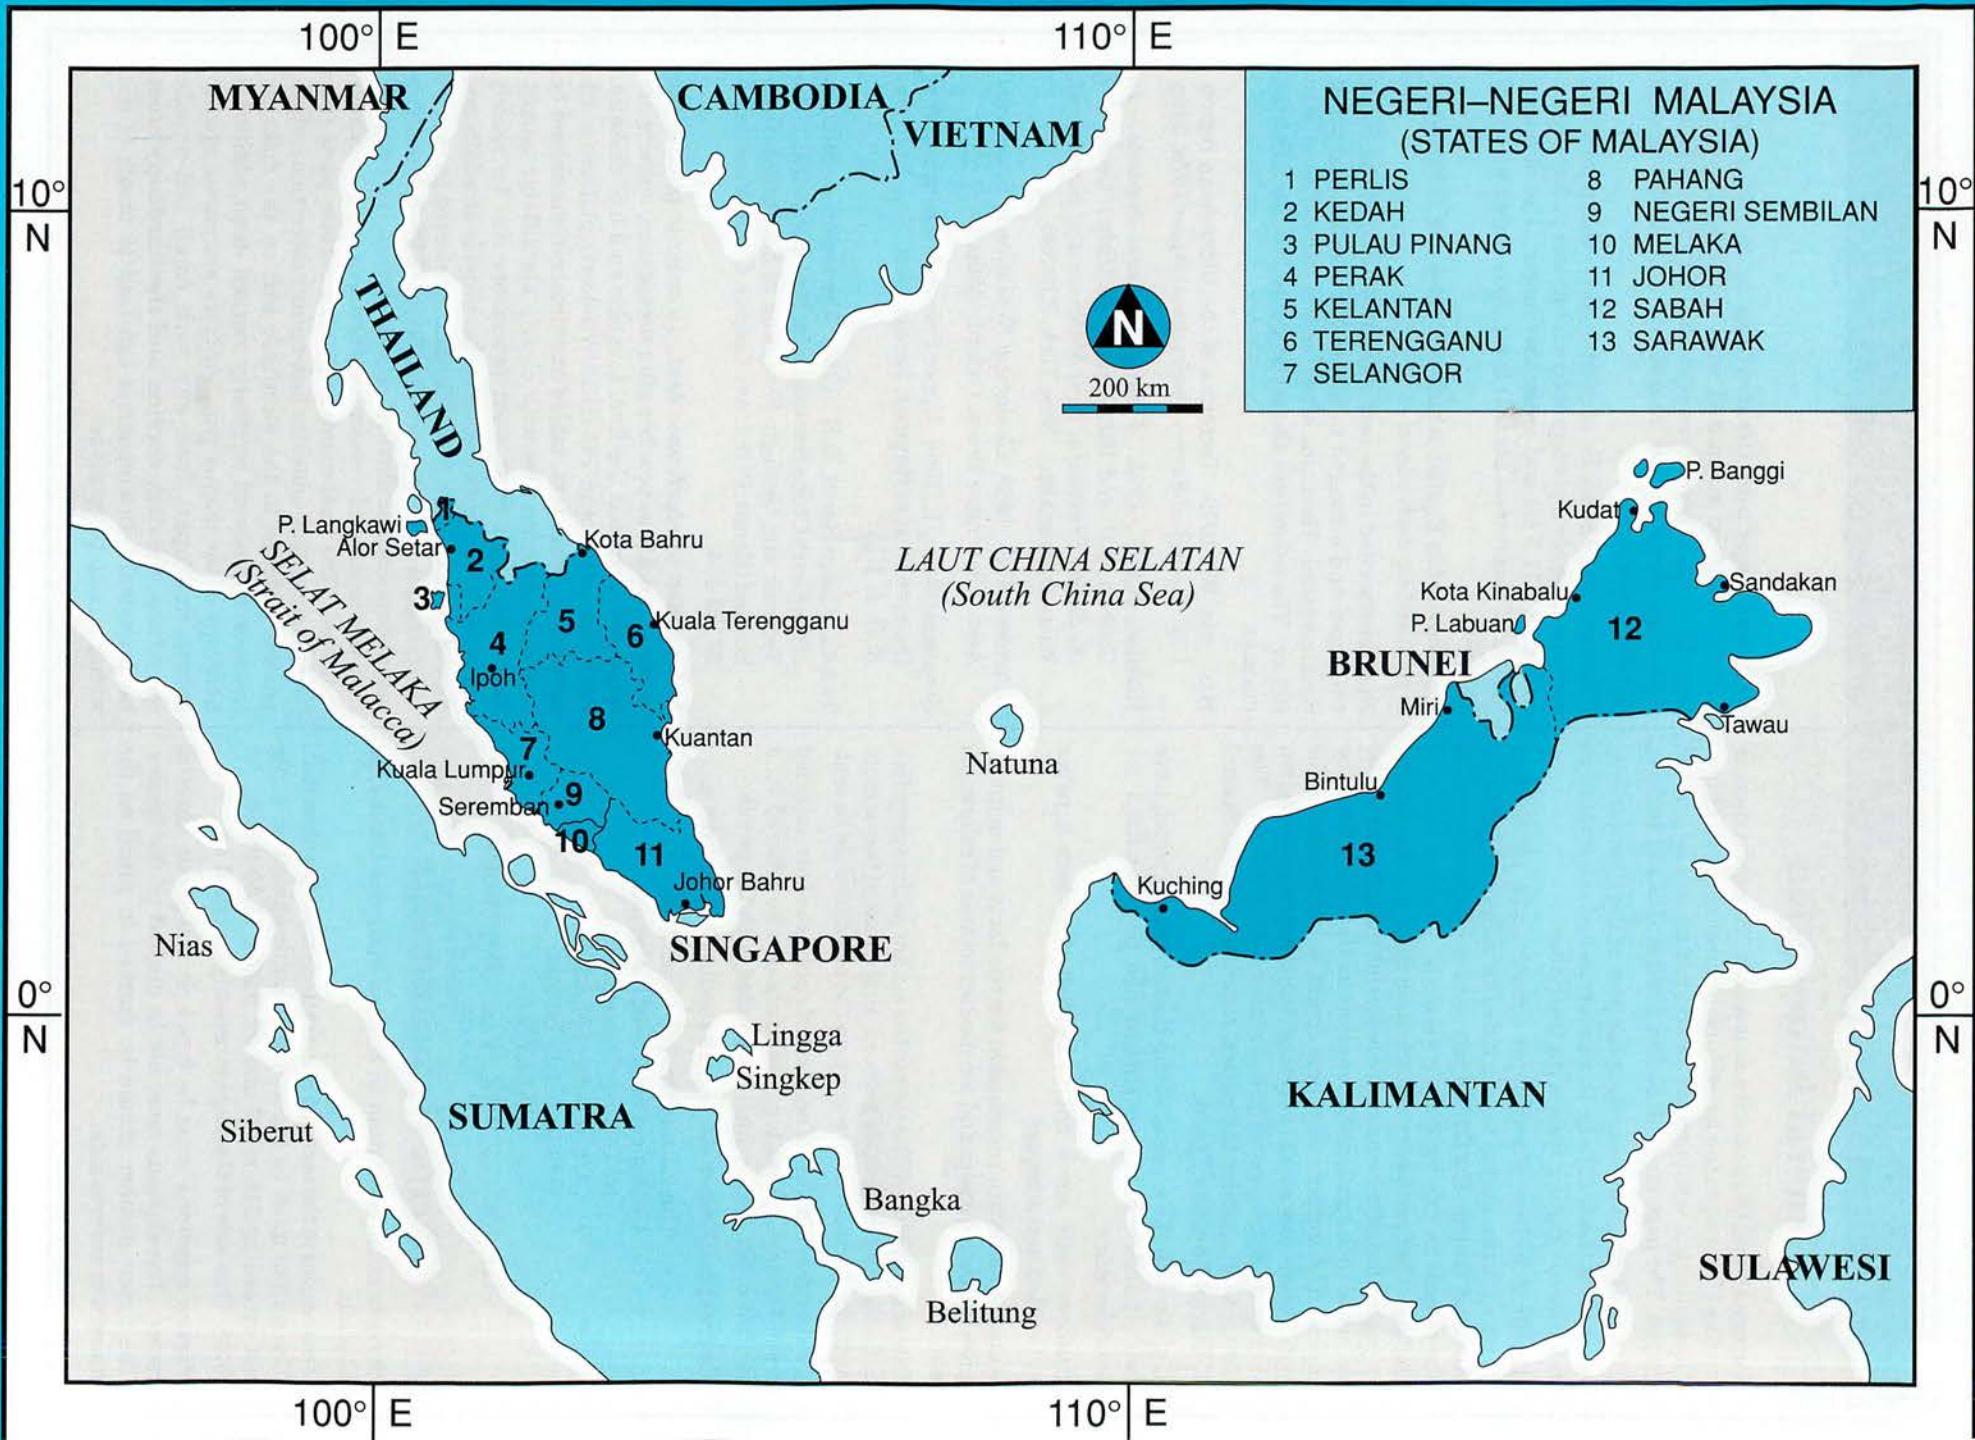 100° E
110° E
MYANMAR
CAMBODIA
VIETNAM
NEGERI–NEGERI MALAYSIA
(STATES OF MALAYSIA)
1 PERLIS
2 KEDAH
3 PULAU PINANG
4 PERAK
5 KELANTAN
6 TERENGGANU
7 SELANGOR
8 PAHANG
9 NEGERI SEMBILAN
10 MELAKA
11 JOHOR
12 SABAH
13 SARAWAK
10°
N
10°
N
THAILAND
N
200 km
P. Banggi
Kudat
1
P. Langkawi
Alor Setar
2
Kota Bahru
SELAT MELAKA
(Strait of Malacca)
LAUT CHINA SELATAN
(South China Sea)
Sandakan
Kota Kinabalu
3
P. Labuan
12
5
6
Kuala Terengganu
4
BRUNEI
Ipoh
Miri
8
Tawau
7
Kuantan
Natuna
Kuala Lumpur
Bintulu
9
Seremban
10
11
13
Johor Bahru
Kuching
Nias
SINGAPORE
0°
N
0°
N
Lingga
Singkep
KALIMANTAN
SUMATRA
Siberut
Bangka
SULAWESI
Belitung
100° E
110° E